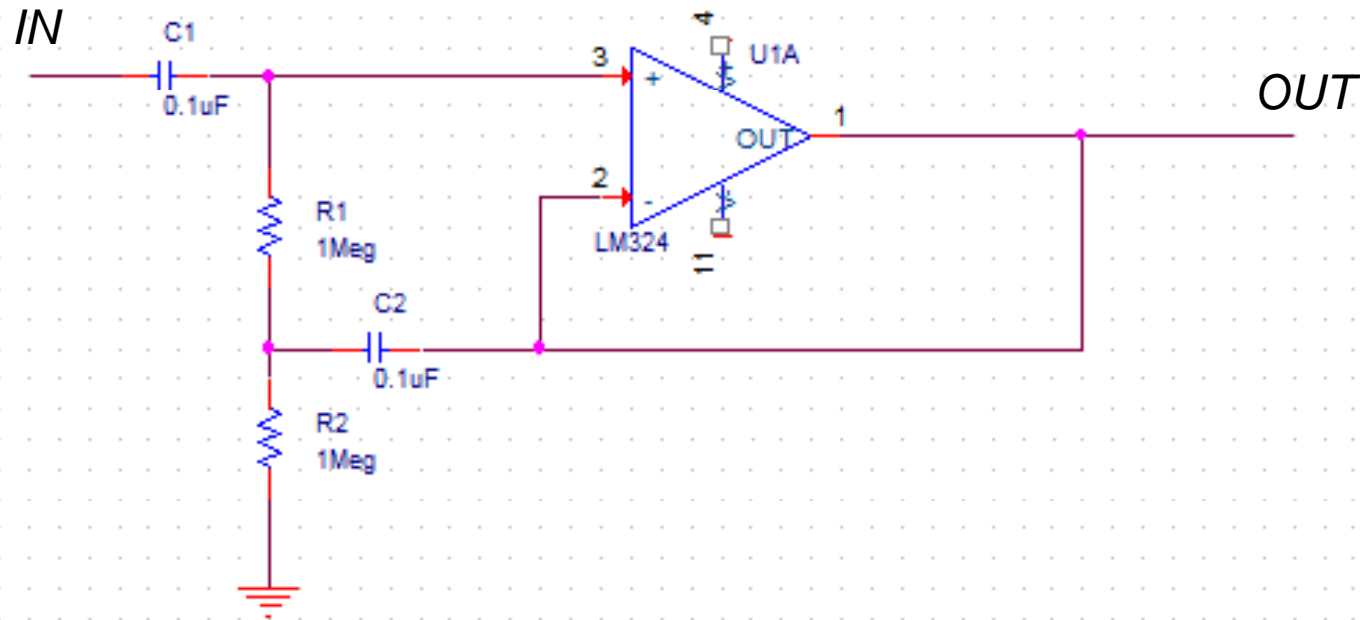 IN
C1
0.1uF
3
+
4
U1A
OUT
1
OUT
2
-
LM324
11
R1
1Meg
C2
0.1uF
R2
1Meg